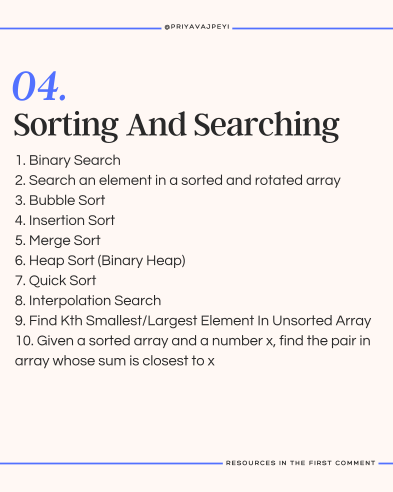 @PRIYAVAJPEYI
04.
Sorting And Searching
1. Binary Search
2. Search an element in a sorted and rotated array
3. Bubble Sort
4. Insertion Sort
5. Merge Sort
6. Heap Sort (Binary Heap)
7. Quick Sort
8. Interpolation Search
9. Find Kth Smallest/Largest Element In Unsorted Array
10. Given a sorted array and a number x, find the pair in
array whose sum is closest to x
RESOURCES IN THE FIRST COMMENT